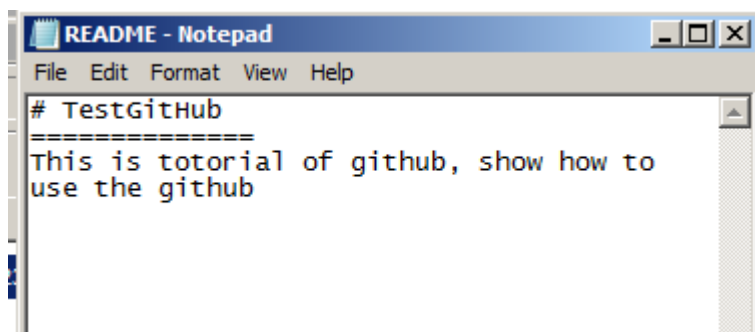 README - Notepad
File Edit Format View Help
# TestGitHub
==============
This is totorial of github, show how to
use the github